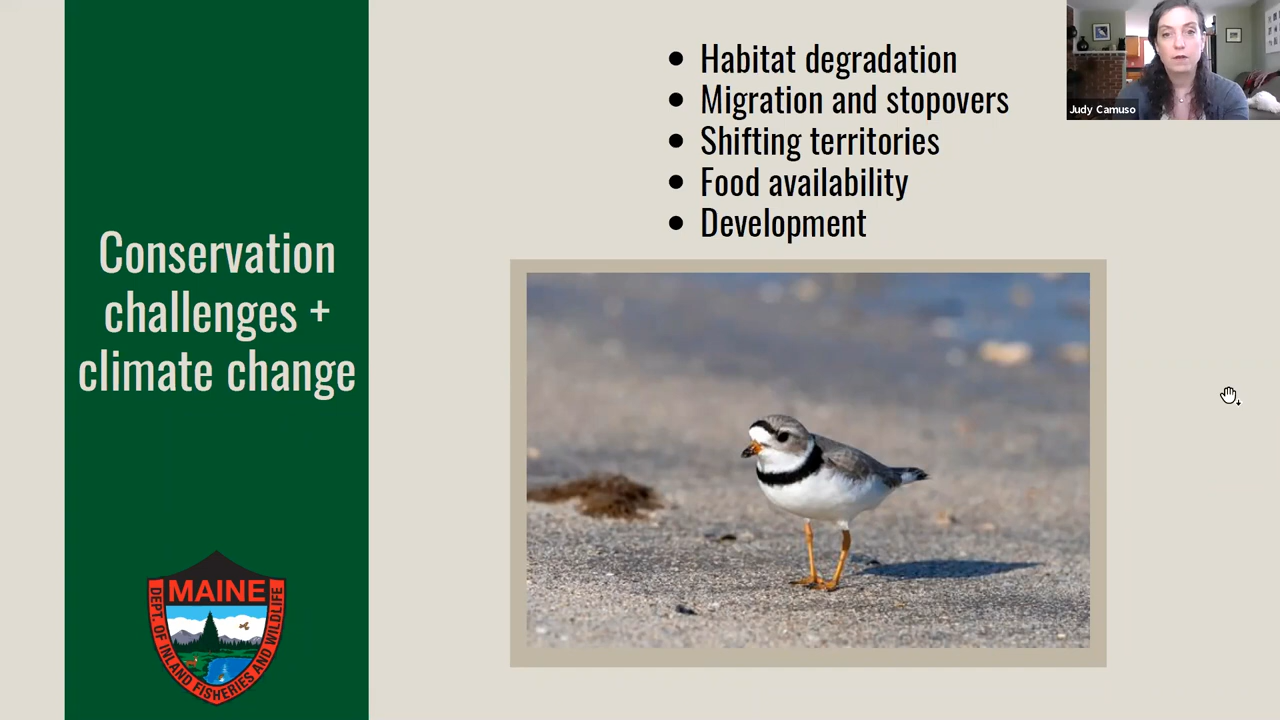 Habitat degradation
Migration and stopovers
Shifting territories
Food availability
Development
Judy Camuso
Conservation
challenges +
climate change
MAINE
DEPT. OF INLAND FISHERIES AND WILDLIFE